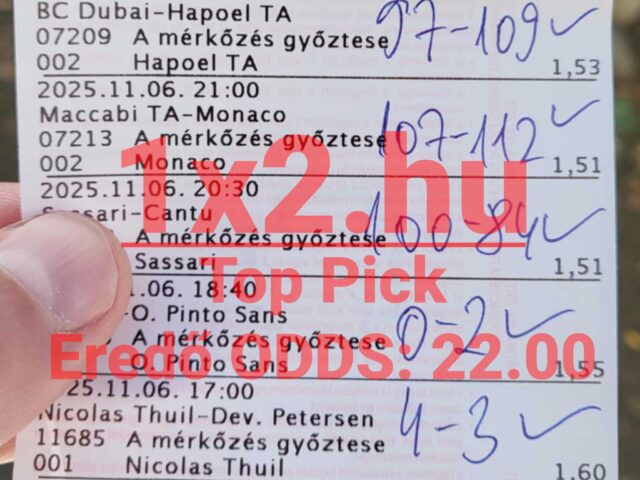 BC Dubai-Hapoel TA
07209 A mérkőzés győztese 97-109 ✓
002 Hapoel TA 1,53
2025.11.06. 21:00
Maccabi TA-Monaco
07213 A mérkőzés győztese 107-112 ✓
002 Monaco 1,51
1x2.hu
2025.11.06. 20:30
Sassari-Cantu
A mérkőzés győztese 100-84 ✓
Sassari 1,51
Top Pick
1.06. 18:40
-O. Pinto Sans
A mérkőzés győztese 0-2 ✓
Eredő ODDS: 22.00
O. Pinto Sans 1,55
025.11.06. 17:00
Nicolas Thuil-Dev. Petersen
11685 A mérkőzés győztese 4-3 ✓
001 Nicolas Thuil 1,60